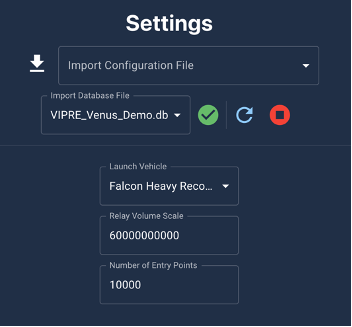 Settings
Import Configuration File
Import Database File
VIPRE_Venus_Demo.db
Launch Vehicle
Falcon Heavy Reco...
Relay Volume Scale
60000000000
Number of Entry Points
10000